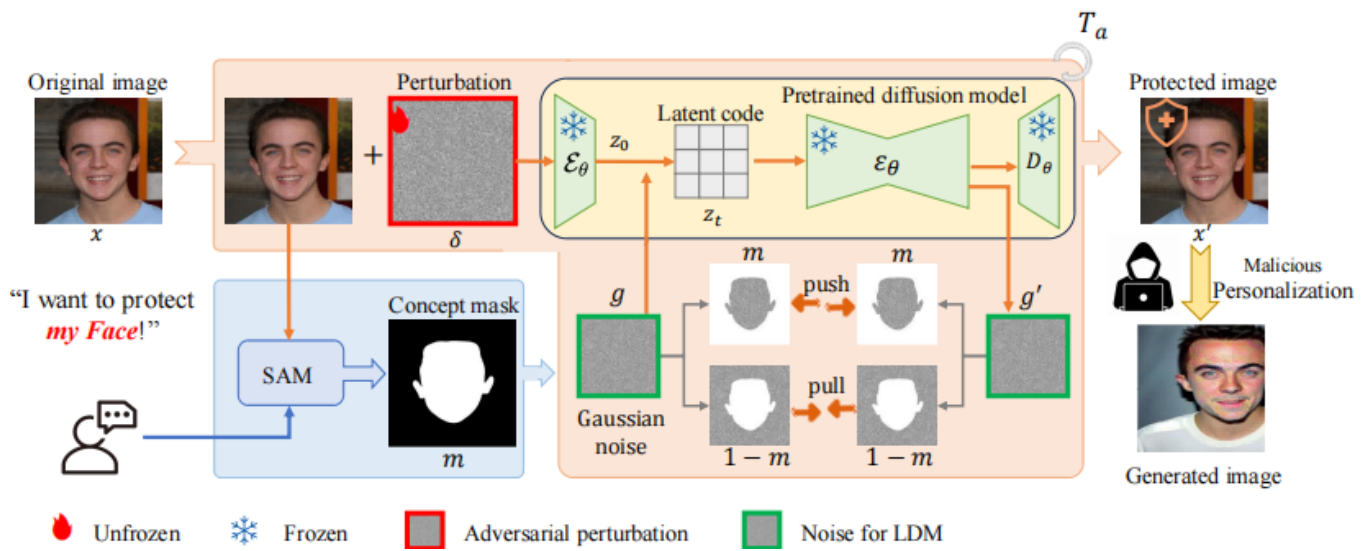 Original image
x
"I want to protect
my Face!"
Perturbation
+
δ
SAM
Concept mask
m
T_a
Pretrained diffusion model
Latent code
ℰ_θ
z_0
z_t
ε_θ
D_θ
g
Gaussian
noise
m
m
push
pull
1 − m
1 − m
g′
Protected image
x′
Malicious
Personalization
Generated image
Unfrozen
Frozen
Adversarial perturbation
Noise for LDM